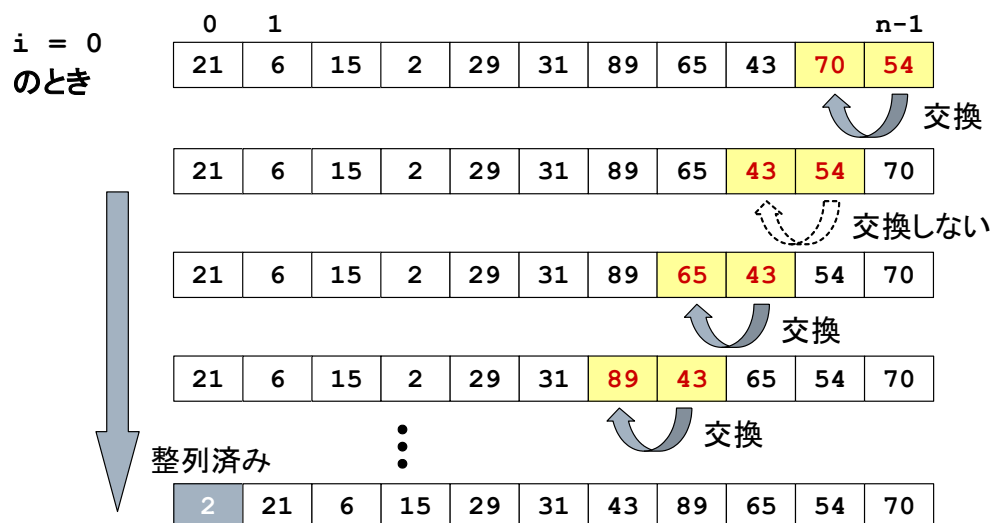 0 1 n-1
i = 0
のとき
21 6 15 2 29 31 89 65 43 70 54
交換
21 6 15 2 29 31 89 65 43 54 70
交換しない
21 6 15 2 29 31 89 65 43 54 70
交換
21 6 15 2 29 31 89 43 65 54 70
交換
整列済み
2 21 6 15 29 31 43 89 65 54 70